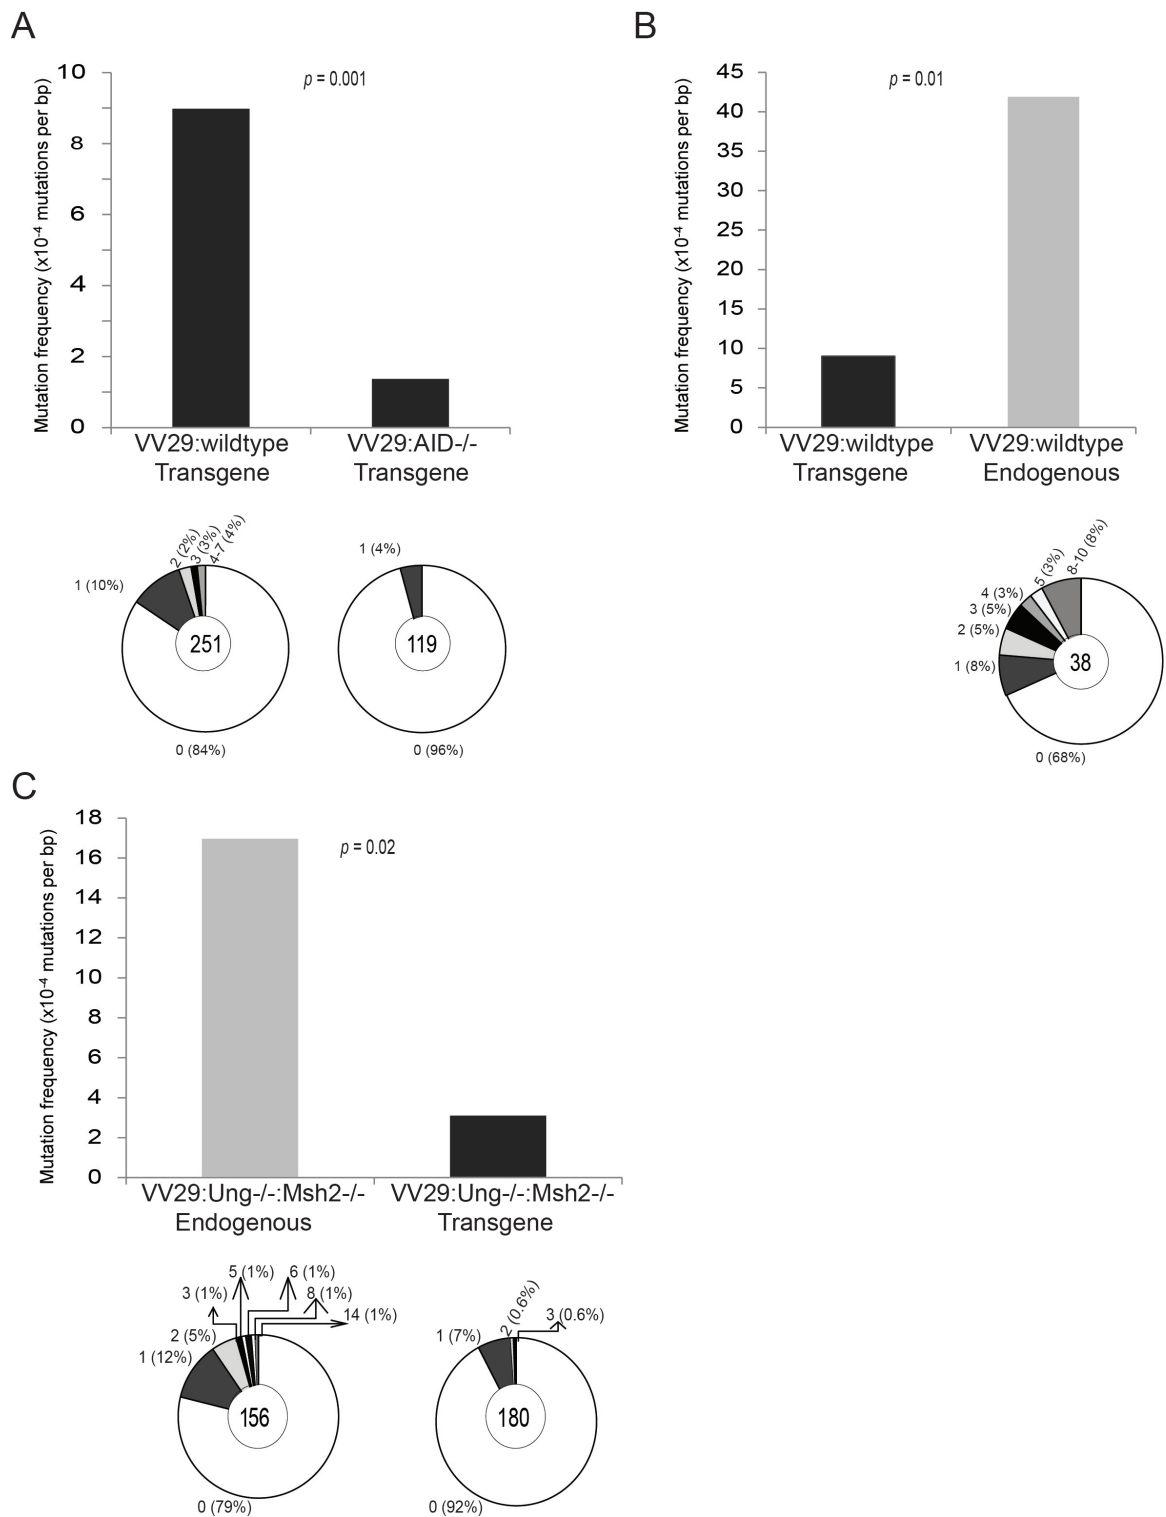 A
Mutation frequency (x10⁻⁴ mutations per bp)
10
8
6
4
2
0
p = 0.001
VV29:wildtype
Transgene
VV29:AID-/-
Transgene
1 (10%)
2 (2%)
3 (3%)
4-7 (4%)
251
0 (84%)
1 (4%)
119
0 (96%)
B
Mutation frequency (x10⁻⁴ mutations per bp)
45
40
35
30
25
20
15
10
5
0
p = 0.01
VV29:wildtype
Transgene
VV29:wildtype
Endogenous
8-10 (8%)
5 (3%)
4 (3%)
3 (5%)
2 (5%)
1 (8%)
38
0 (68%)
C
Mutation frequency (x10⁻⁴ mutations per bp)
18
16
14
12
10
8
6
4
2
0
p = 0.02
VV29:Ung-/-:Msh2-/-
Endogenous
VV29:Ung-/-:Msh2-/-
Transgene
5 (1%)
6 (1%)
3 (1%)
8 (1%)
14 (1%)
2 (5%)
1 (12%)
156
0 (79%)
1 (7%)
2 (0.6%)
3 (0.6%)
180
0 (92%)